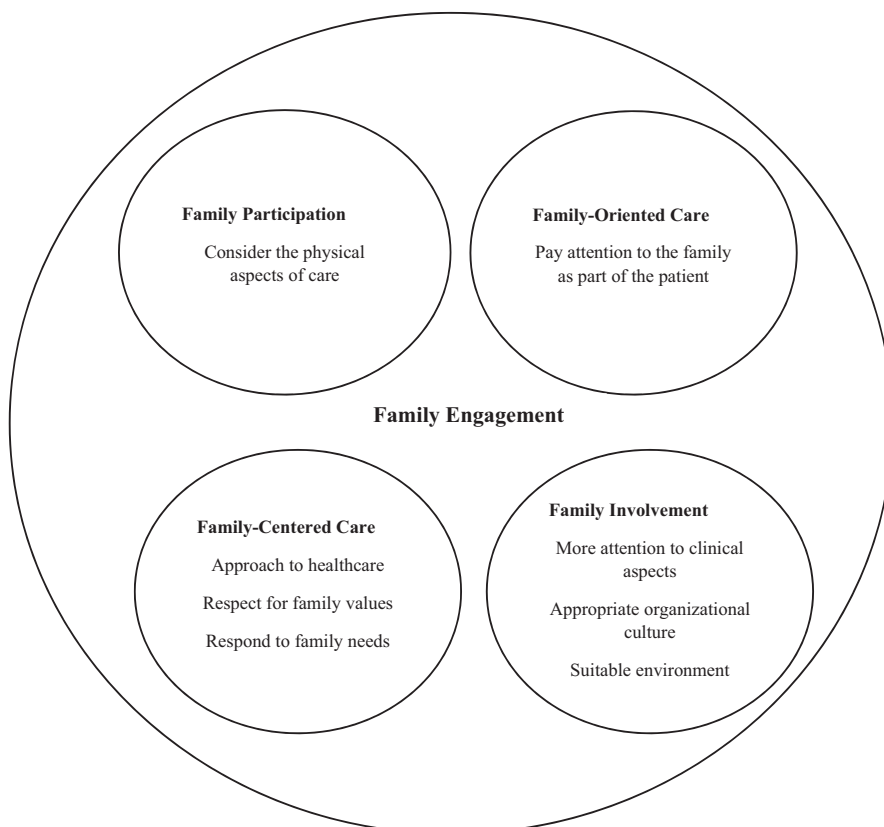 Family Participation
Consider the physical
aspects of care
Family-Oriented Care
Pay attention to the family
as part of the patient
Family Engagement
Family-Centered Care
Approach to healthcare
Respect for family values
Respond to family needs
Family Involvement
More attention to clinical
aspects
Appropriate organizational
culture
Suitable environment